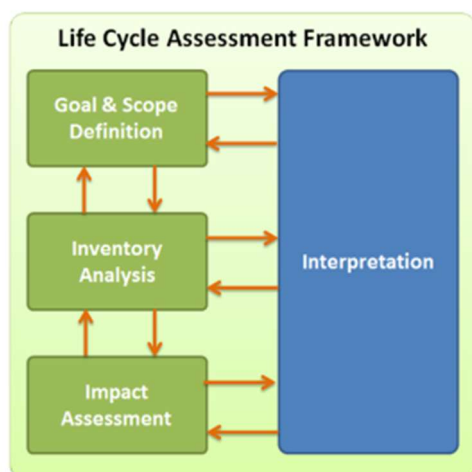 Life Cycle Assessment Framework
Goal & Scope
Definition
Inventory
Analysis
Impact
Assessment
Interpretation